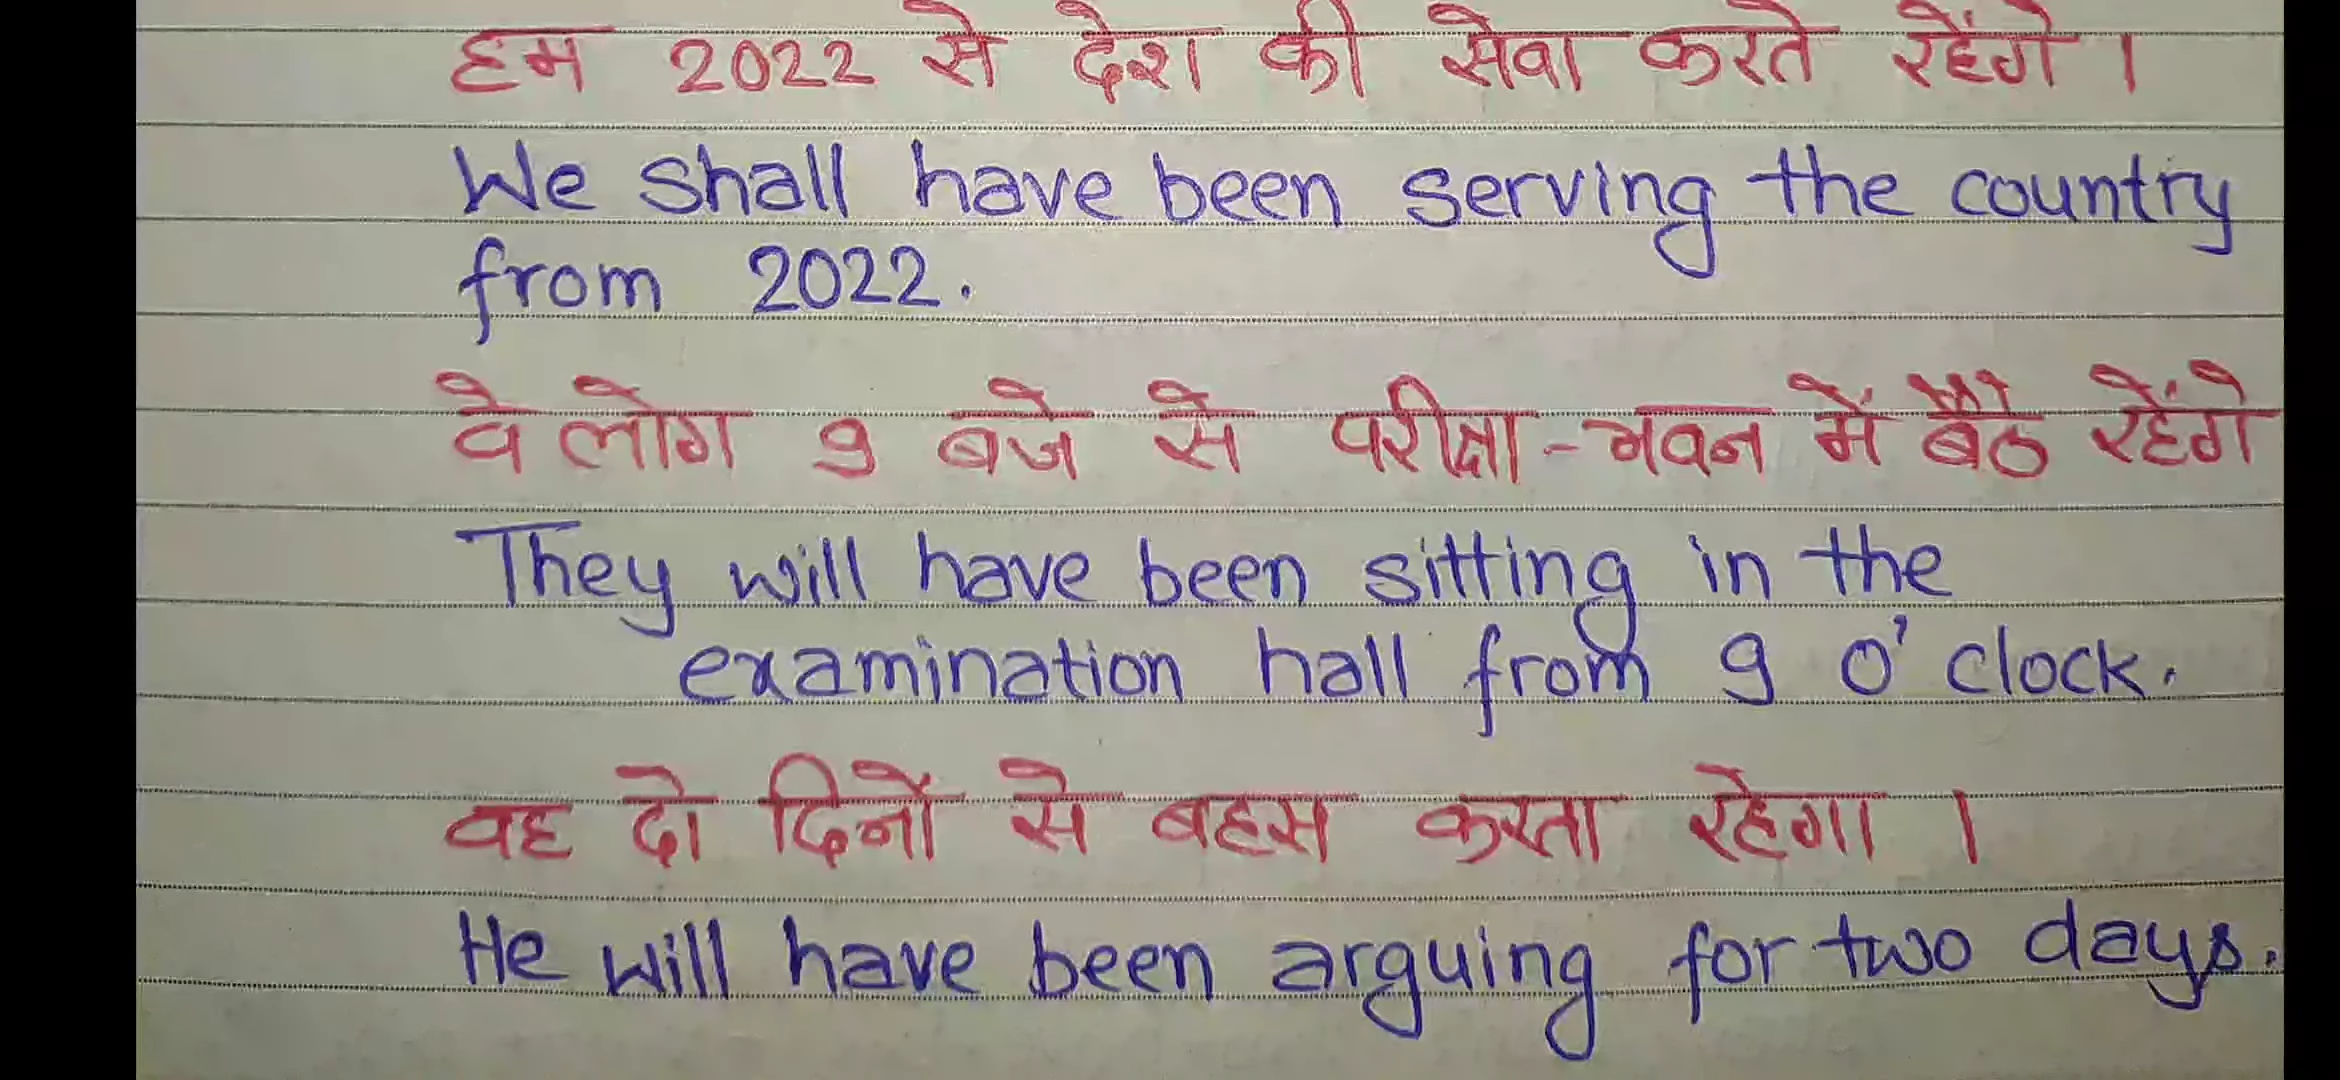 हम 2022 से देश की सेवा करते रहेंगे ।
We shall have been serving the country
from 2022.
वे लोग 9 बजे से परीक्षा-भवन में बैठे रहेंगे
They will have been sitting in the
examination hall from 9 o' clock.
वह दो दिनों से बहस करता रहेगा ।
He will have been arguing for two days.